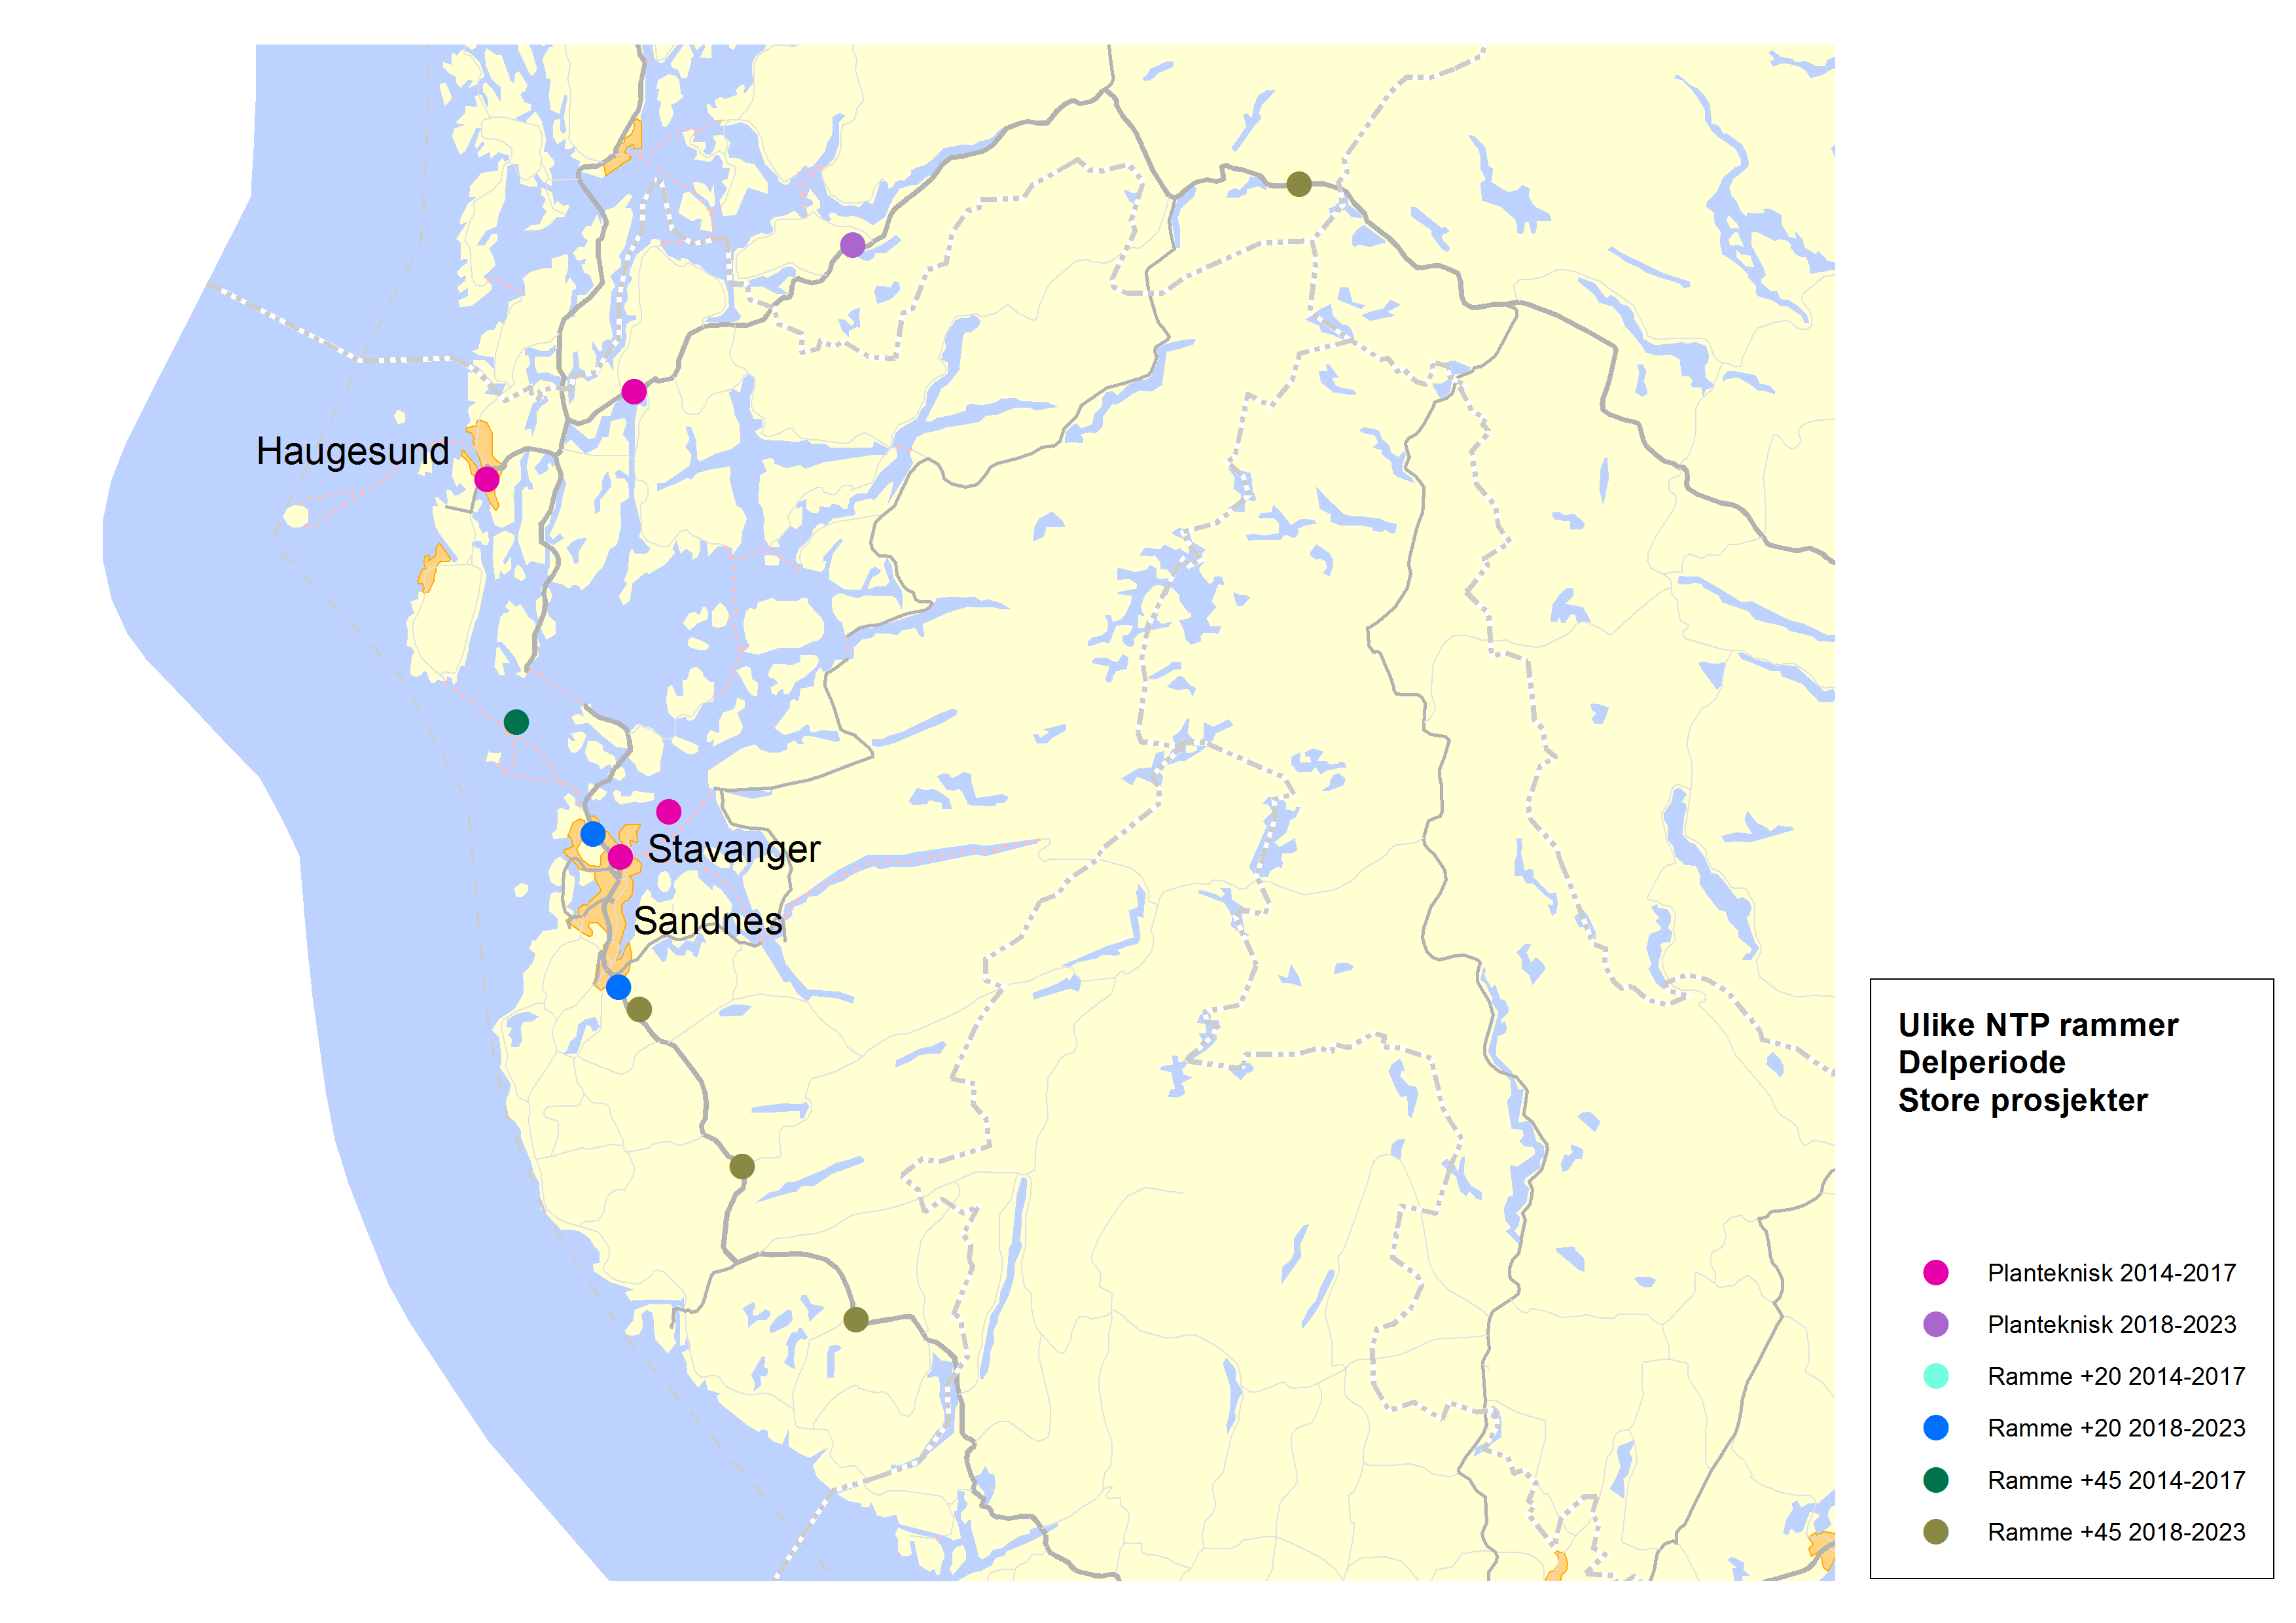 Haugesund
Stavanger
Sandnes
Ulike NTP rammer
Delperiode
Store prosjekter
Planteknisk 2014-2017
Planteknisk 2018-2023
Ramme +20 2014-2017
Ramme +20 2018-2023
Ramme +45 2014-2017
Ramme +45 2018-2023